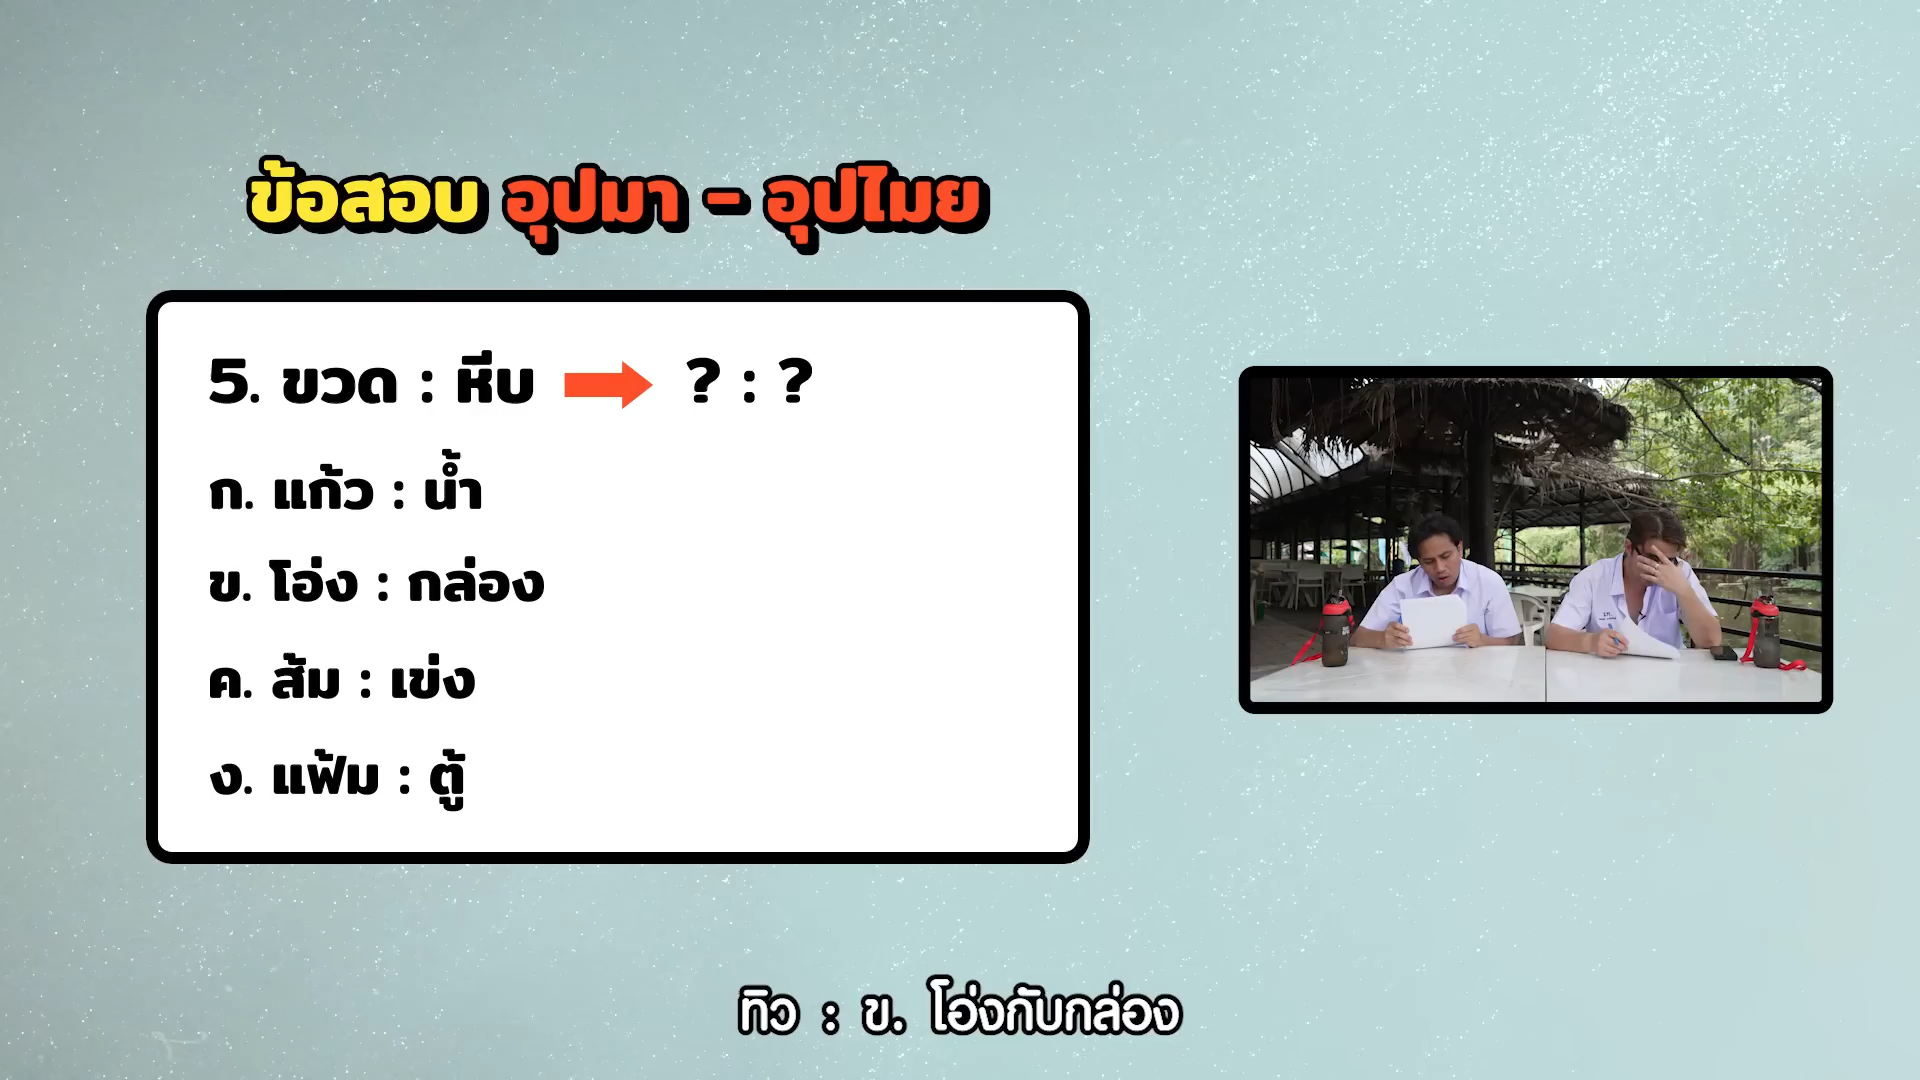 ข้อสอบ อุปมา - อุปไมย
5. ขวด : หีบ ? : ?
ก. แก้ว : น้ำ
ข. โอ่ง : กล่อง
ค. ส้ม : เข่ง
ง. แฟ้ม : ตู้
ทิว : ข. โอ่งกับกล่อง